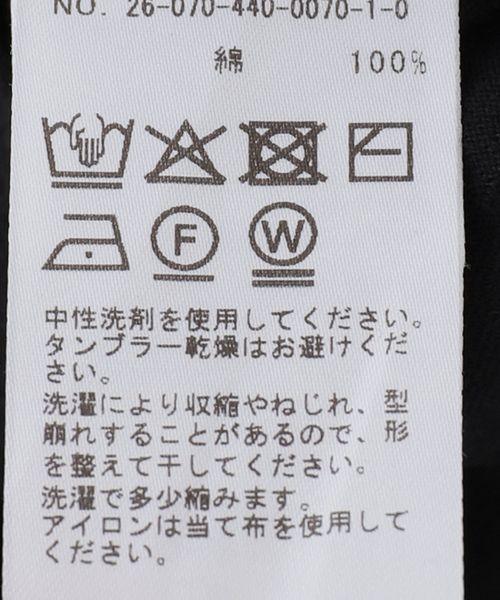 NO. 26-070-440-0070-1-0
綿 100%
F W
中性洗剤を使用してください。
タンブラー乾燥はお避けくだ
さい。
洗濯により収縮やねじれ、型
崩れすることがあるので、形
を整えて干してください。
洗濯で多少縮みます。
アイロンは当て布を使用して
ください。